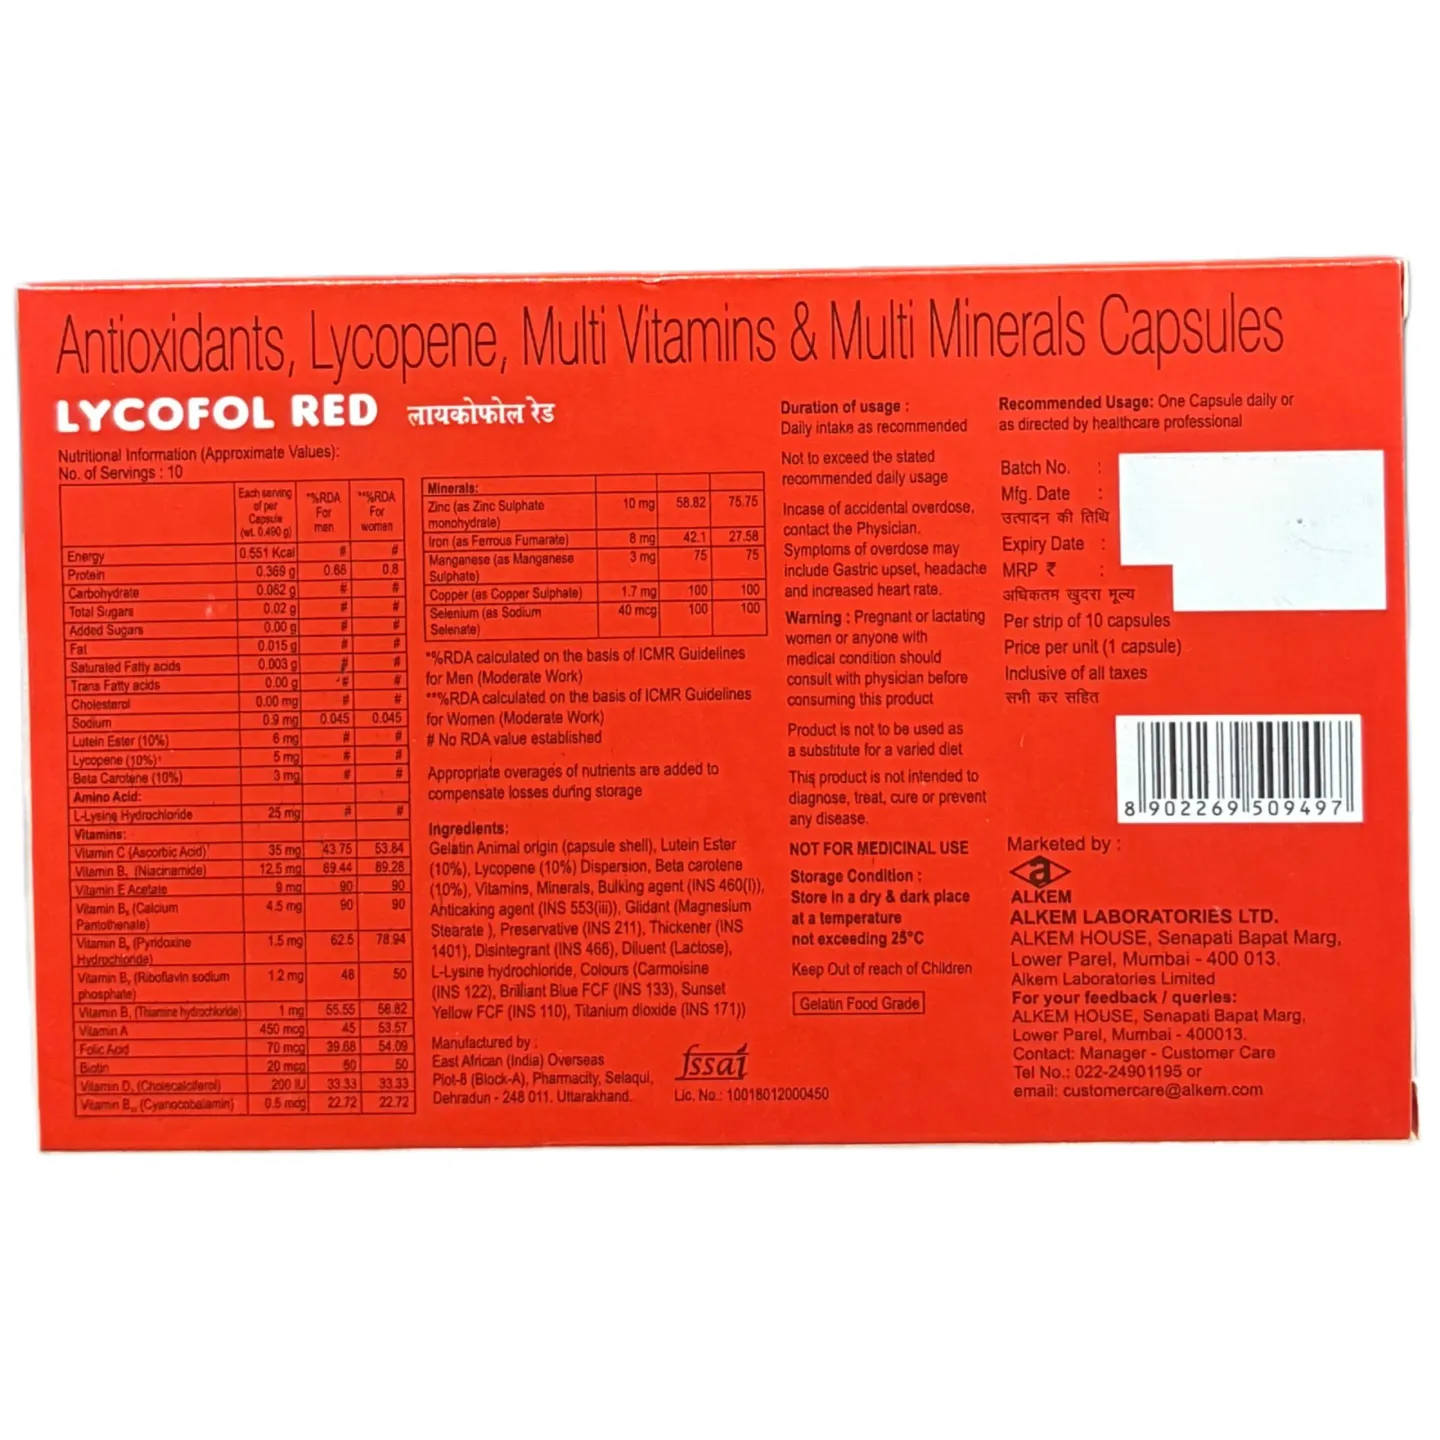 Antioxidants, Lycopene, Multi Vitamins & Multi Minerals Capsules
LYCOFOL RED लायकोफोल रेड
Nutritional Information (Approximate Values):
No. of Servings : 10
Each serving of per Capsule (wt. 0.490 g) *%RDA For men **%RDA For women
Energy 0.551 Kcal # #
Protein 0.369 g 0.68 0.8
Carbohydrate 0.062 g # #
Total Sugars 0.02 g # #
Added Sugars 0.00 g # #
Fat 0.015 g # #
Saturated Fatty acids 0.003 g # #
Trans Fatty acids 0.00 g # #
Cholesterol 0.00 mg # #
Sodium 0.9 mg 0.045 0.045
Lutein Ester (10%) 6 mg # #
Lycopene (10%) 5 mg # #
Beta Carotene (10%) 3 mg # #
Amino Acid:
L-Lysine Hydrochloride 25 mg # #
Vitamins:
Vitamin C (Ascorbic Acid) 35 mg 43.75 53.84
Vitamin B₃ (Niacinamide) 12.5 mg 69.44 89.28
Vitamin E Acetate 9 mg 90 90
Vitamin B₅ (Calcium Pantothenate) 4.5 mg 90 90
Vitamin B₆ (Pyridoxine Hydrochloride) 1.5 mg 62.5 78.94
Vitamin B₂ (Riboflavin sodium phosphate) 1.2 mg 48 50
Vitamin B₁ (Thiamine hydrochloride) 1 mg 55.55 58.82
Vitamin A 450 mcg 45 53.57
Folic Acid 70 mcg 39.68 54.09
Biotin 20 mcg 50 50
Vitamin D₃ (Cholecalciferol) 200 IU 33.33 33.33
Vitamin B₁₂ (Cyanocobalamin) 0.5 mcg 22.72 22.72
Minerals:
Zinc (as Zinc Sulphate monohydrate) 10 mg 58.82 75.75
Iron (as Ferrous Fumarate) 8 mg 42.1 27.58
Manganese (as Manganese Sulphate) 3 mg 75 75
Copper (as Copper Sulphate) 1.7 mg 100 100
Selenium (as Sodium Selenate) 40 mcg 100 100
*%RDA calculated on the basis of ICMR Guidelines
for Men (Moderate Work)
**%RDA calculated on the basis of ICMR Guidelines
for Women (Moderate Work)
# No RDA value established
Appropriate overages of nutrients are added to
compensate losses during storage
Ingredients:
Gelatin Animal origin (capsule shell), Lutein Ester
(10%), Lycopene (10%) Dispersion, Beta carotene
(10%), Vitamins, Minerals, Bulking agent (INS 460(I)),
Anticaking agent (INS 553(iii)), Glidant (Magnesium
Stearate ), Preservative (INS 211), Thickener (INS
1401), Disintegrant (INS 466), Diluent (Lactose),
L-Lysine hydrochloride, Colours (Carmoisine
(INS 122), Brilliant Blue FCF (INS 133), Sunset
Yellow FCF (INS 110), Titanium dioxide (INS 171))
Manufactured by :
East African (India) Overseas
Plot-8 (Block-A), Pharmacity, Selaqui,
Dehradun - 248 011. Uttarakhand.
fssai
Lic. No.: 10018012000450
Duration of usage :
Daily intake as recommended
Not to exceed the stated
recommended daily usage
Incase of accidental overdose,
contact the Physician.
Symptoms of overdose may
include Gastric upset, headache
and increased heart rate.
Warning : Pregnant or lactating
women or anyone with
medical condition should
consult with physician before
consuming this product
Product is not to be used as
a substitute for a varied diet
This product is not intended to
diagnose, treat, cure or prevent
any disease.
NOT FOR MEDICINAL USE
Storage Condition :
Store in a dry & dark place
at a temperature
not exceeding 25°C
Keep Out of reach of Children
Gelatin Food Grade
Recommended Usage: One Capsule daily or
as directed by healthcare professional
Batch No. :
Mfg. Date :
उत्पादन की तिथि
Expiry Date :
MRP ₹ :
अधिकतम खुदरा मूल्य
Per strip of 10 capsules
Price per unit (1 capsule)
Inclusive of all taxes
सभी कर सहित
8 902269 509497
Marketed by :
a
ALKEM
ALKEM LABORATORIES LTD.
ALKEM HOUSE, Senapati Bapat Marg,
Lower Parel, Mumbai - 400 013.
Alkem Laboratories Limited
For your feedback / queries:
ALKEM HOUSE, Senapati Bapat Marg,
Lower Parel, Mumbai - 400013.
Contact: Manager - Customer Care
Tel No.: 022-24901195 or
email: customercare@alkem.com